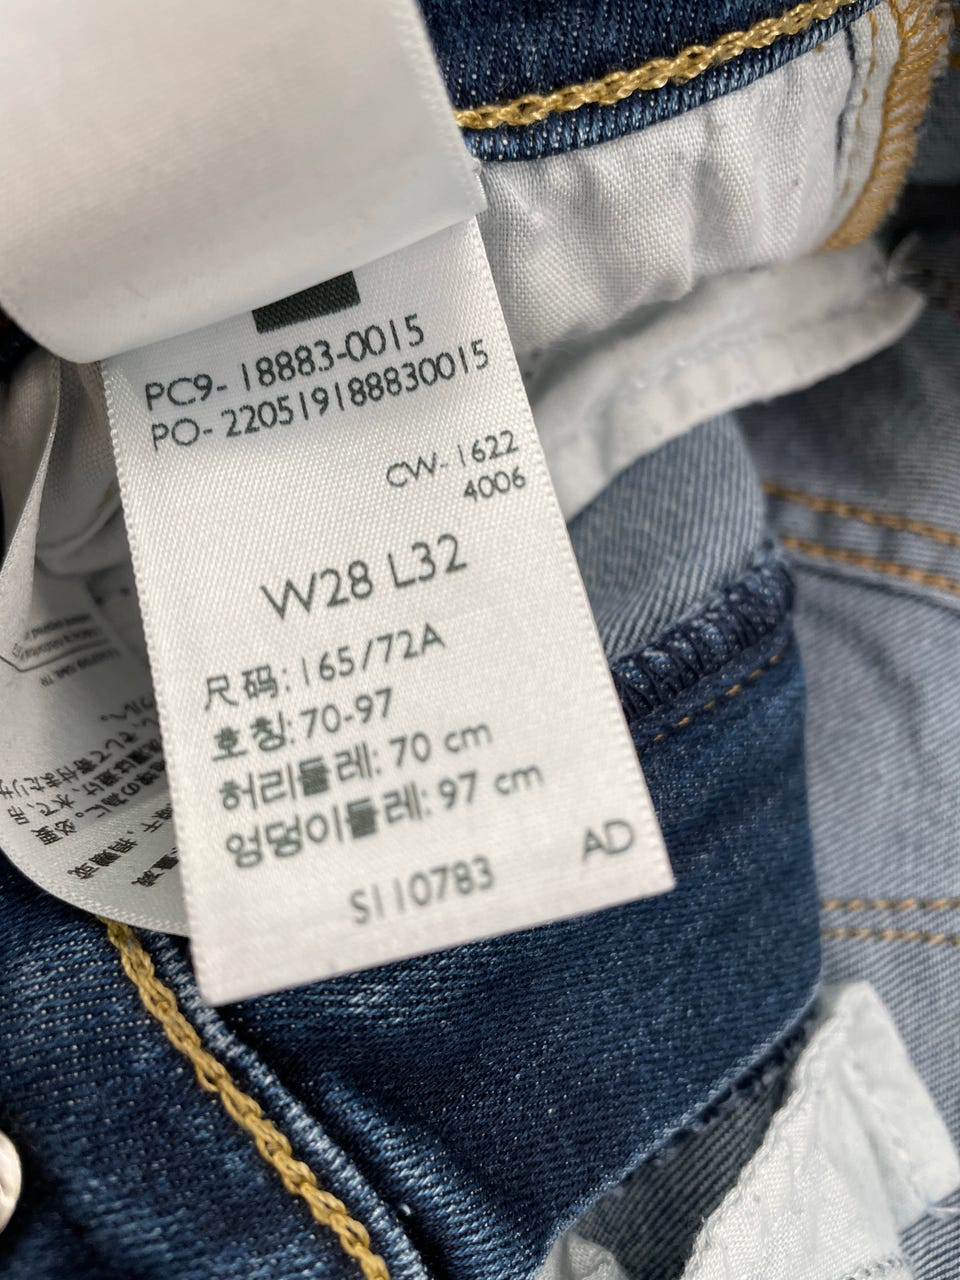 PC9- 18883-0015
PO- 220519188830015
CW- 1622
4006
W28 L32
尺码: 165/72A
호칭: 70-97
허리둘레: 70 cm
엉덩이둘레: 97 cm
S110783
AD